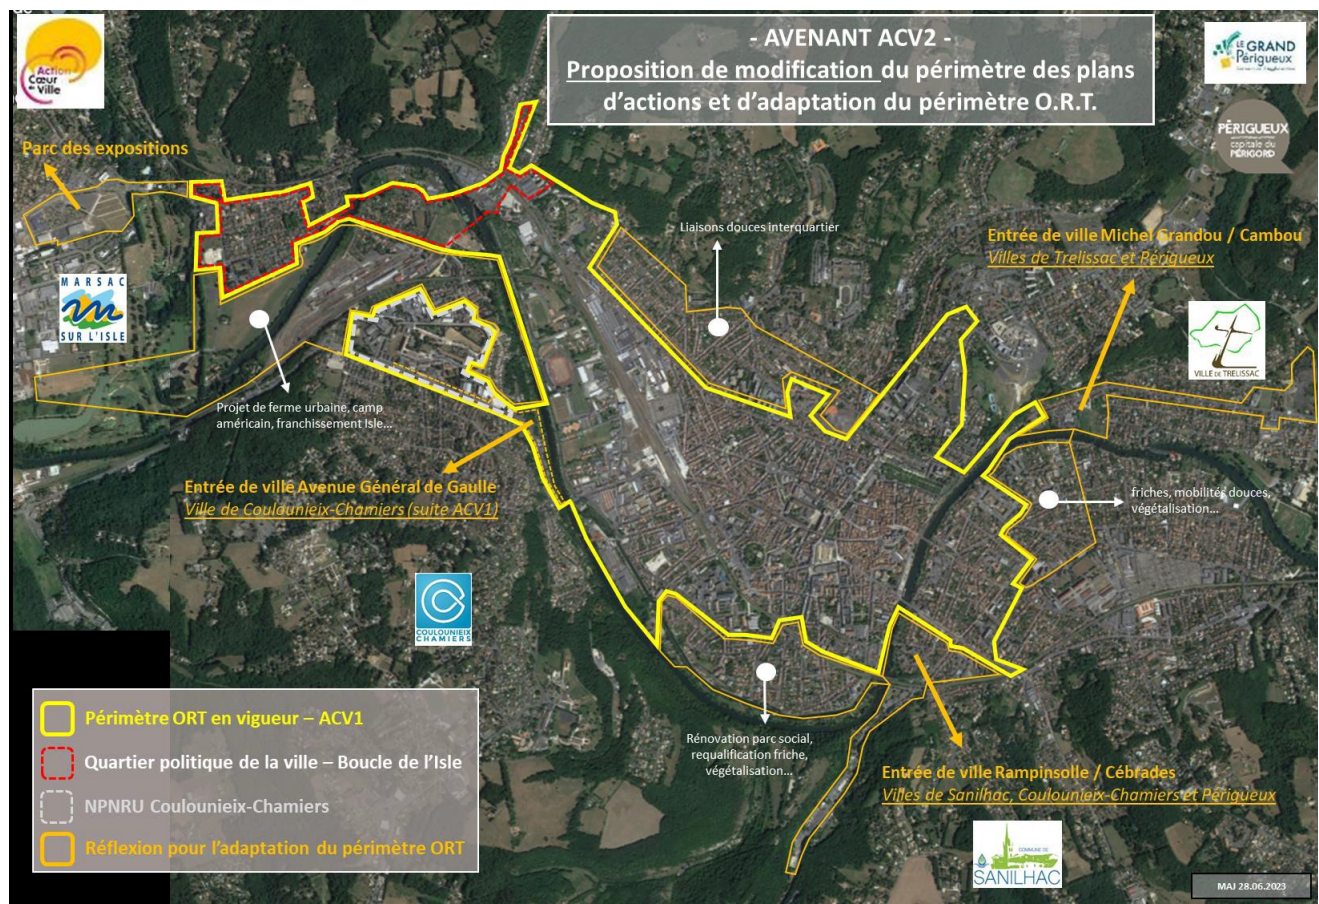 - AVENANT ACV2 -
Proposition de modification du périmètre des plans
d'actions et d'adaptation du périmètre O.R.T.
Action
Cœur
de
Ville
LE GRAND
Périgueux
PÉRIGUEUX
capitale du
PÉRIGORD
Parc des expositions
Liaisons douces interquartier
Entrée de ville Michel Grandou / Cambou
Villes de Trelissac et Périgueux
MARSAC
SUR L'ISLE
VILLE DE TRELISSAC
Projet de ferme urbaine, camp
américain, franchissement Isle...
Entrée de ville Avenue Général de Gaulle
Ville de Coulounieix-Chamiers (suite ACV1)
friches, mobilités douces,
végétalisation...
COULOUNIEIX
CHAMIERS
Rénovation parc social,
requalification friche,
végétalisation...
Entrée de ville Rampinsolle / Cébrades
Villes de Sanilhac, Coulounieix-Chamiers et Périgueux
COMMUNE DE
SANILHAC
Périmètre ORT en vigueur – ACV1
Quartier politique de la ville – Boucle de l'Isle
NPNRU Coulounieix-Chamiers
Réflexion pour l'adaptation du périmètre ORT
MAJ 28.06.2023